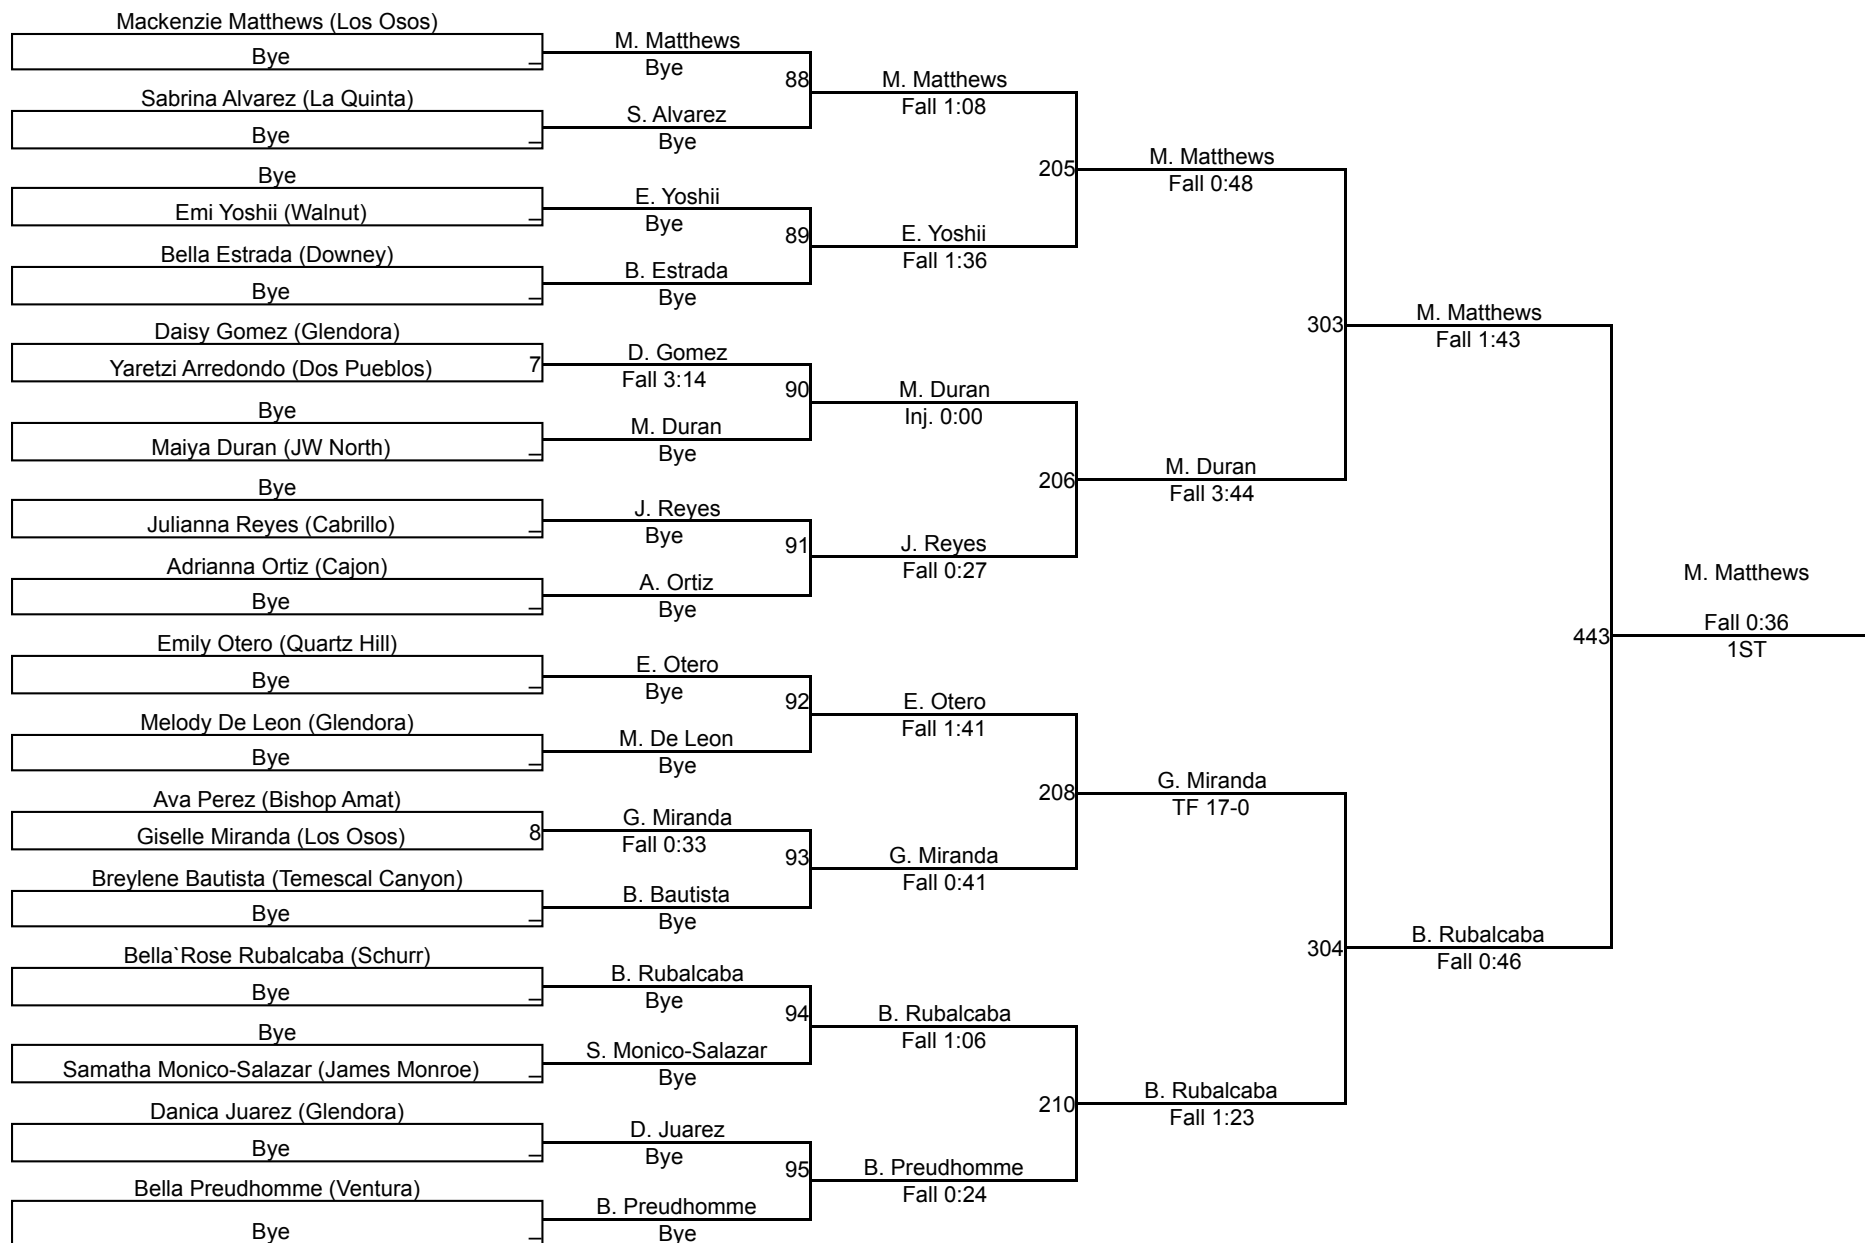 Mackenzie Matthews (Los Osos)
Bye
Sabrina Alvarez (La Quinta)
Bye
Bye
Emi Yoshii (Walnut)
Bella Estrada (Downey)
Bye
Daisy Gomez (Glendora)
Yaretzi Arredondo (Dos Pueblos) 7
Bye
Maiya Duran (JW North)
Bye
Julianna Reyes (Cabrillo)
Adrianna Ortiz (Cajon)
Bye
Emily Otero (Quartz Hill)
Bye
Melody De Leon (Glendora)
Bye
Ava Perez (Bishop Amat)
Giselle Miranda (Los Osos) 8
Breylene Bautista (Temescal Canyon)
Bye
Bella`Rose Rubalcaba (Schurr)
Bye
Bye
Samatha Monico-Salazar (James Monroe)
Danica Juarez (Glendora)
Bye
Bella Preudhomme (Ventura)
Bye
M. Matthews
Bye
88
S. Alvarez
Bye
E. Yoshii
Bye
89
B. Estrada
Bye
D. Gomez
Fall 3:14
90
M. Duran
Bye
J. Reyes
Bye
91
A. Ortiz
Bye
E. Otero
Bye
92
M. De Leon
Bye
G. Miranda
Fall 0:33
93
B. Bautista
Bye
B. Rubalcaba
Bye
94
S. Monico-Salazar
Bye
D. Juarez
Bye
95
B. Preudhomme
Bye
M. Matthews
Fall 1:08
205
E. Yoshii
Fall 1:36
M. Duran
Inj. 0:00
206
J. Reyes
Fall 0:27
E. Otero
Fall 1:41
208
G. Miranda
Fall 0:41
B. Rubalcaba
Fall 1:06
210
B. Preudhomme
Fall 0:24
M. Matthews
Fall 0:48
303
M. Duran
Fall 3:44
G. Miranda
TF 17-0
304
B. Rubalcaba
Fall 1:23
M. Matthews
Fall 1:43
443
B. Rubalcaba
Fall 0:46
M. Matthews
Fall 0:36
1ST